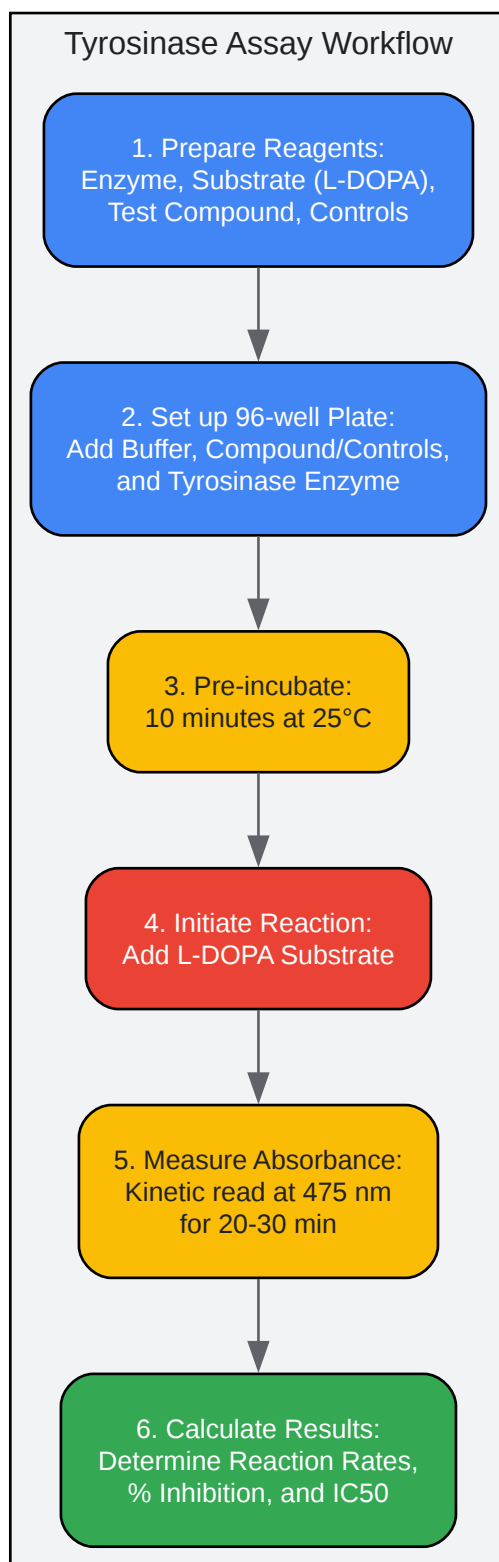 Tyrosinase Assay Workflow
1. Prepare Reagents:
Enzyme, Substrate (L-DOPA),
Test Compound, Controls
2. Set up 96-well Plate:
Add Buffer, Compound/Controls,
and Tyrosinase Enzyme
3. Pre-incubate:
10 minutes at 25°C
4. Initiate Reaction:
Add L-DOPA Substrate
5. Measure Absorbance:
Kinetic read at 475 nm
for 20-30 min
6. Calculate Results:
Determine Reaction Rates,
% Inhibition, and IC50